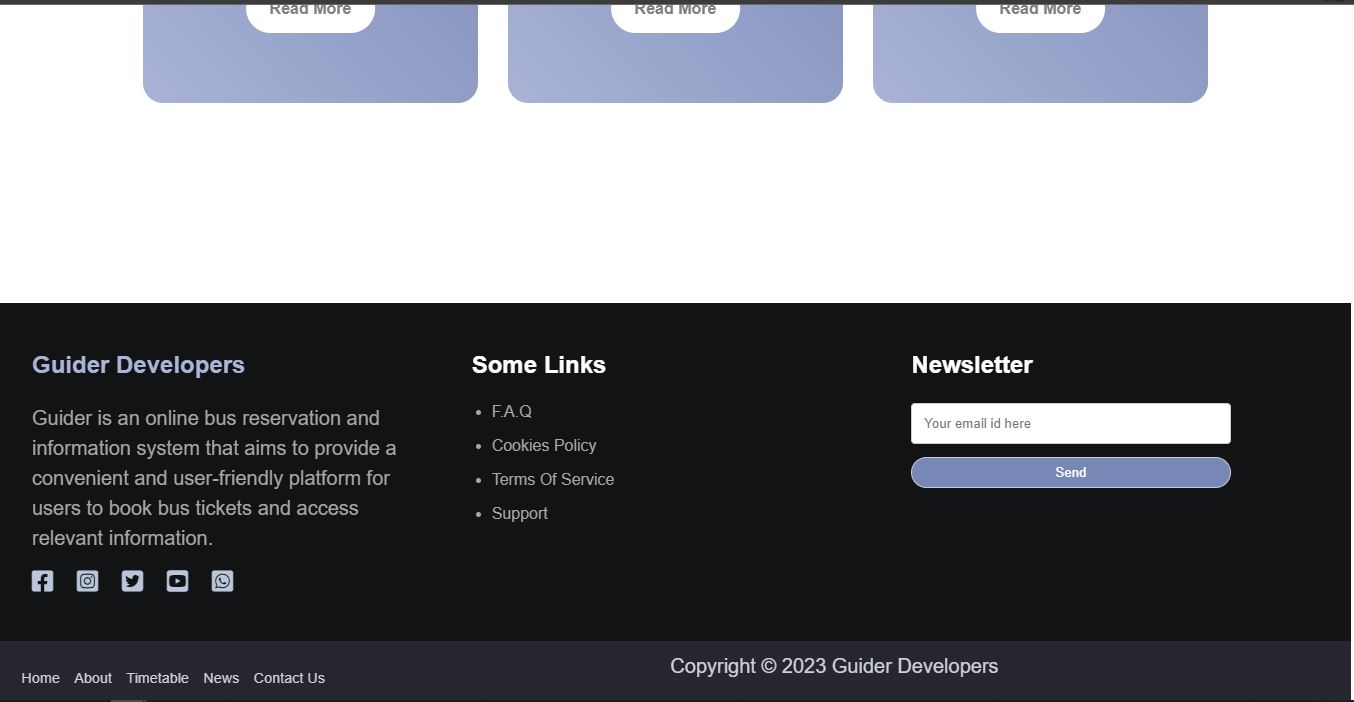 Read More Read More Read More
Guider Developers
Guider is an online bus reservation and
information system that aims to provide a
convenient and user-friendly platform for
users to book bus tickets and access
relevant information.
Some Links
F.A.Q
Cookies Policy
Terms Of Service
Support
Newsletter
Your email id here
Send
Home About Timetable News Contact Us
Copyright © 2023 Guider Developers